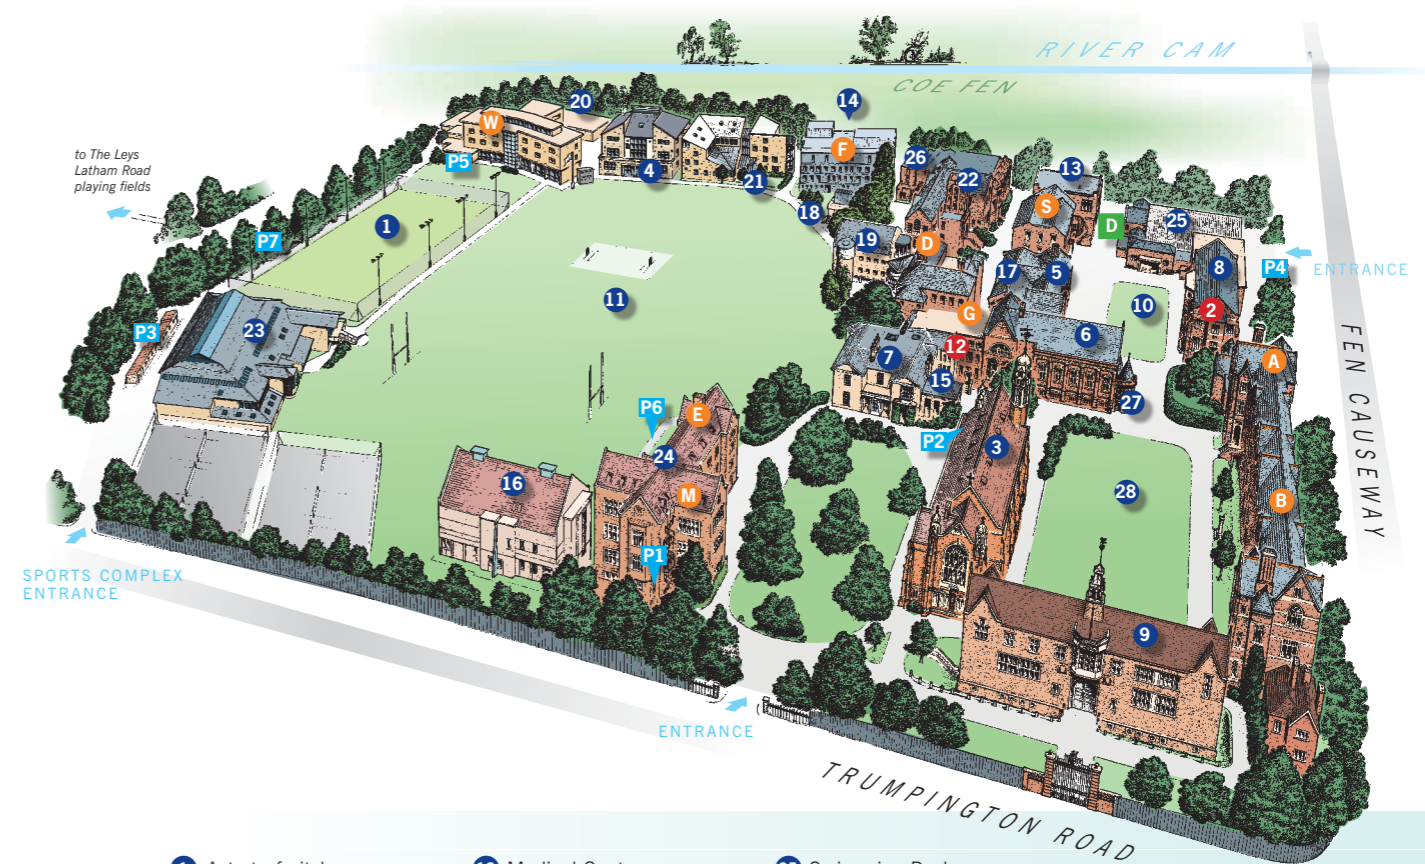 RIVER CAM
COE FEN
to The Leys
Latham Road
playing fields
20
14
W
F
P5
4
21
26
22
13
S
18
D
25
1
P7
19
D
17
5
8
P4
ENTRANCE
11
10
2
G
6
23
P3
7
12
A
15
27
FEN CAUSEWAY
P6
E
24
P2
3
16
M
28
B
P1
SPORTS COMPLEX
ENTRANCE
9
ENTRANCE
TRUMPINGTON ROAD